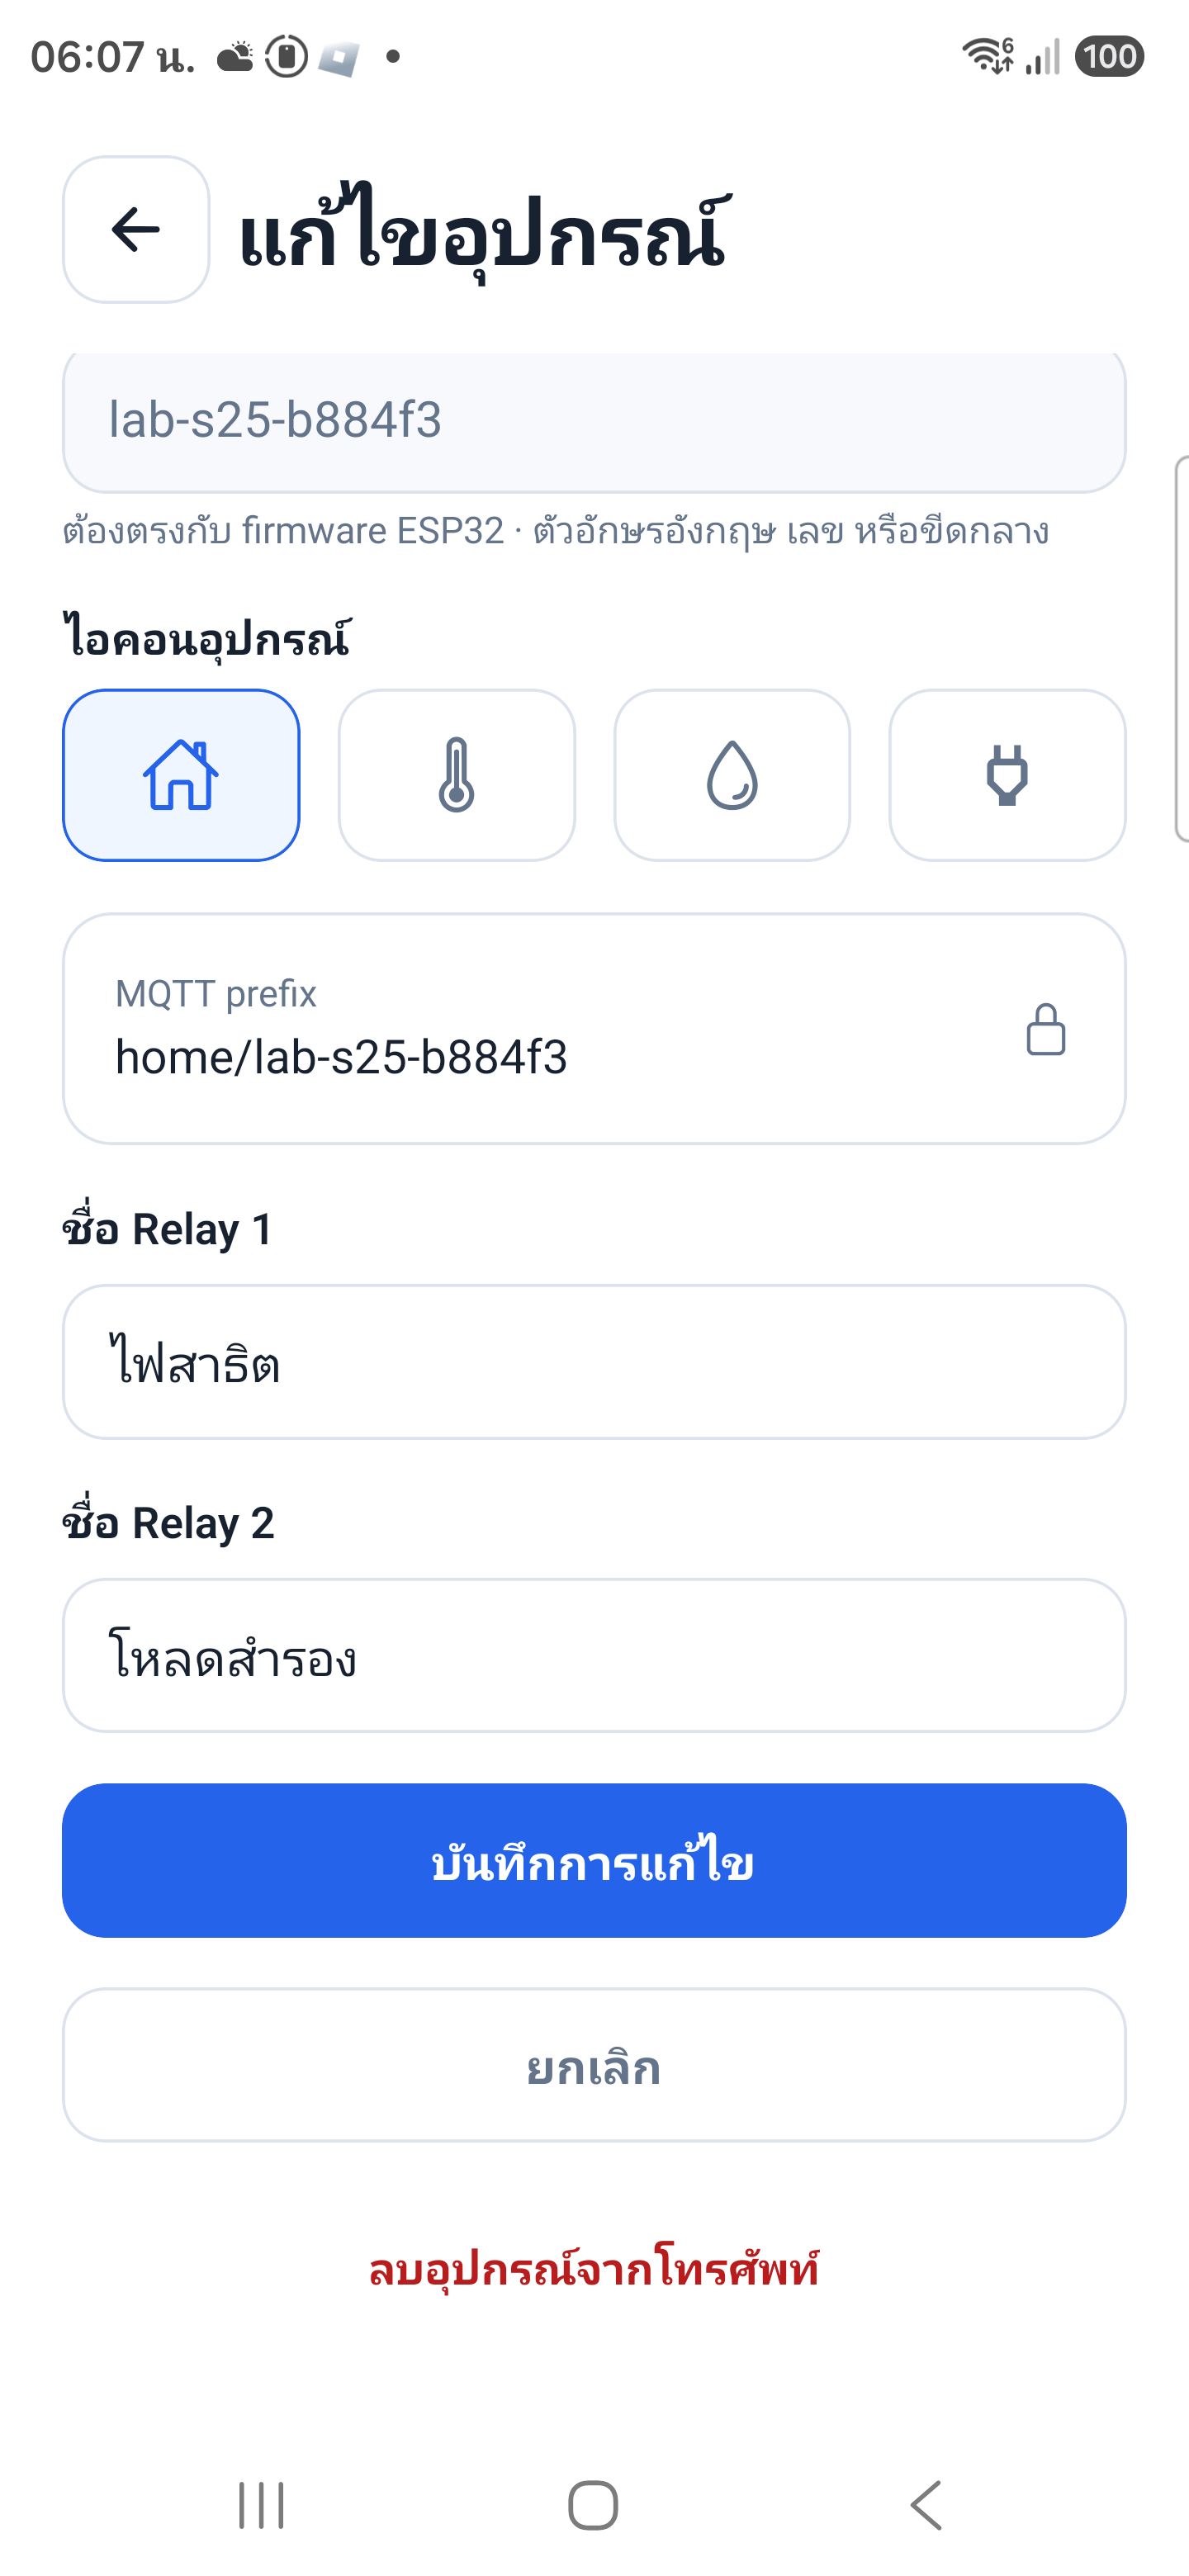 06:07 น.
6
100
แก้ไขอุปกรณ์
lab-s25-b884f3
ต้องตรงกับ firmware ESP32 · ตัวอักษรอังกฤษ เลข หรือขีดกลาง
ไอคอนอุปกรณ์
MQTT prefix
home/lab-s25-b884f3
ชื่อ Relay 1
ไฟสาธิต
ชื่อ Relay 2
โหลดสำรอง
บันทึกการแก้ไข
ยกเลิก
ลบอุปกรณ์จากโทรศัพท์